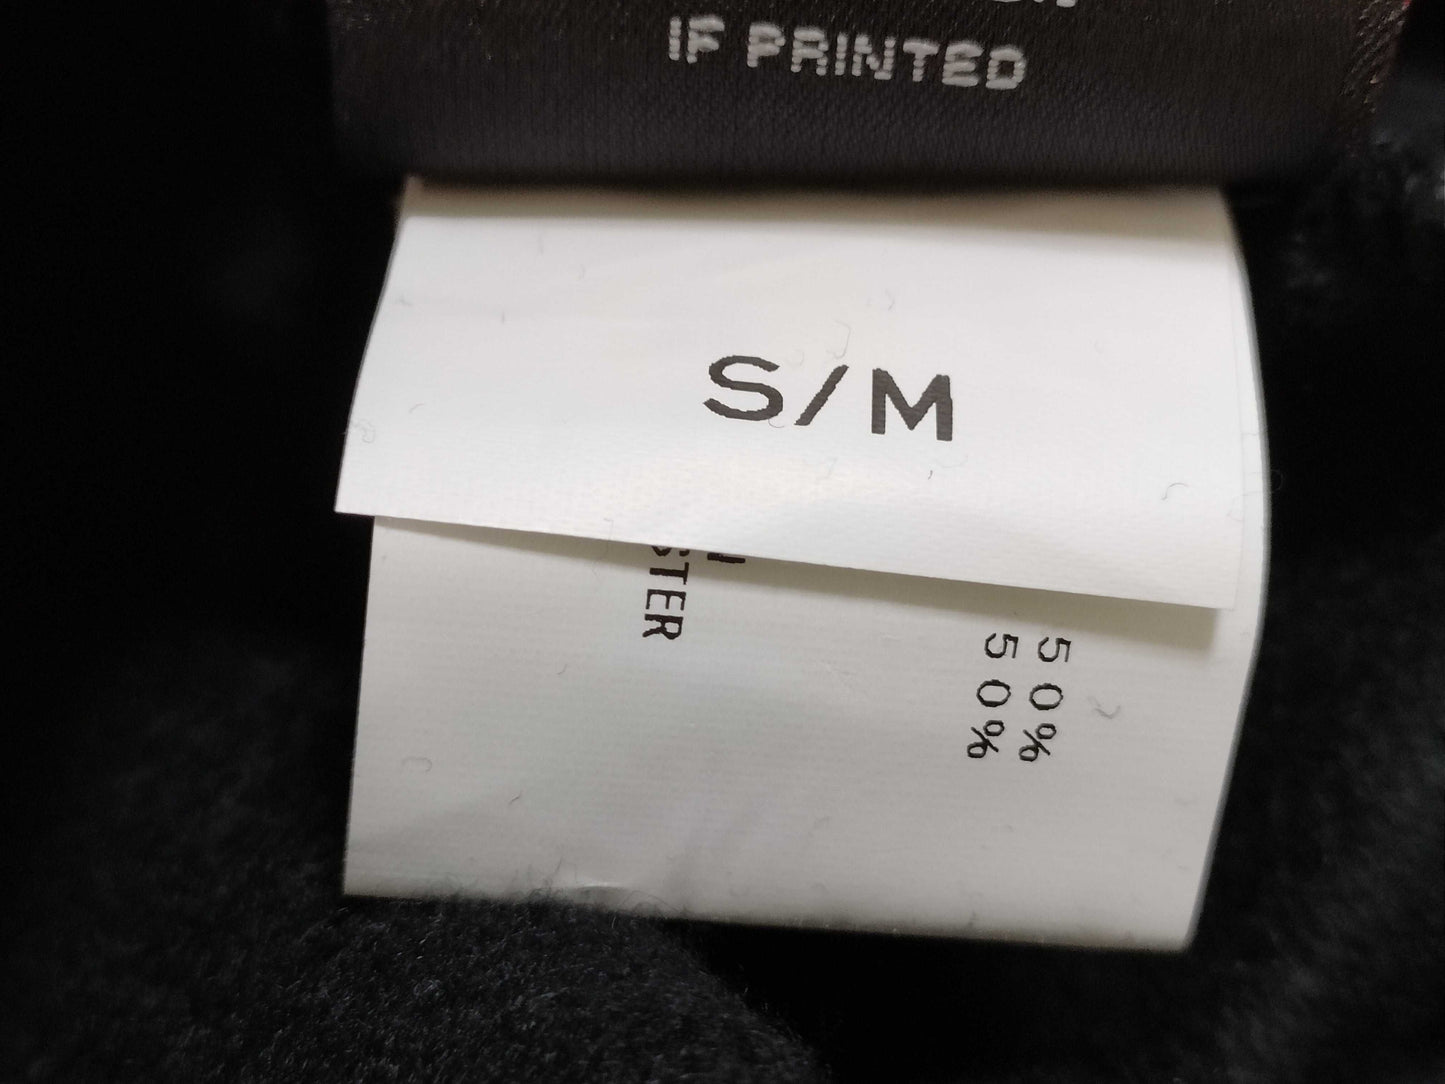 IF PRINTED
S/M
50%
STER 50%